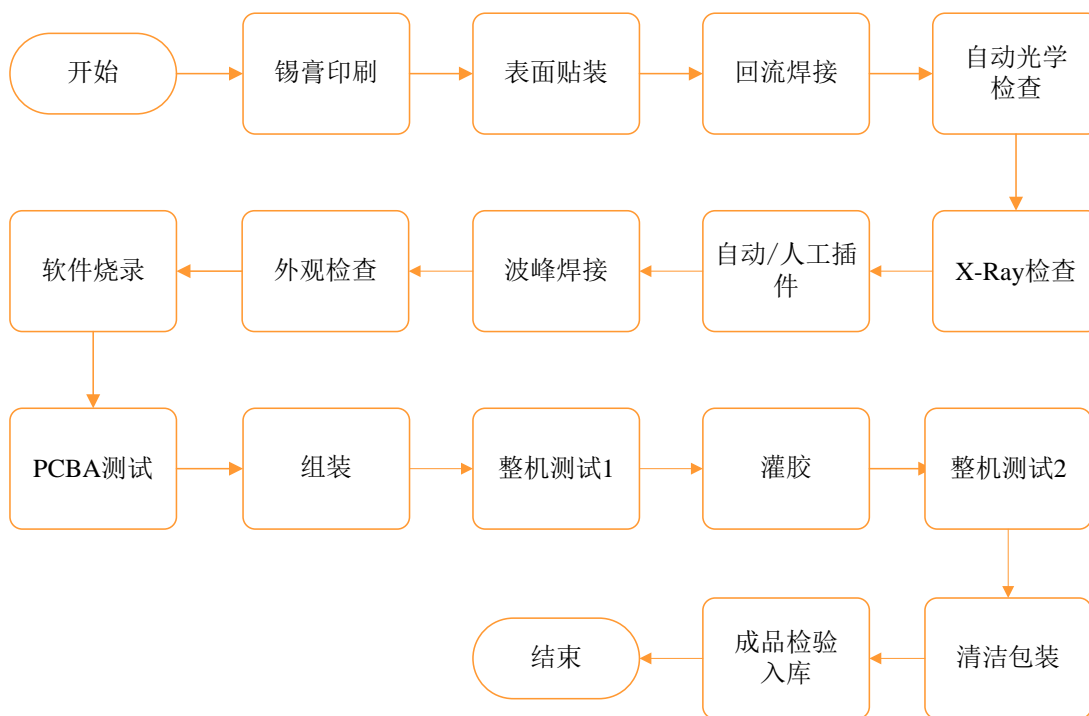 开始
锡膏印刷
表面贴装
回流焊接
自动光学
检查
X-Ray检查
自动/人工插
件
波峰焊接
外观检查
软件烧录
PCBA测试
组装
整机测试1
灌胶
整机测试2
清洁包装
成品检验
入库
结束